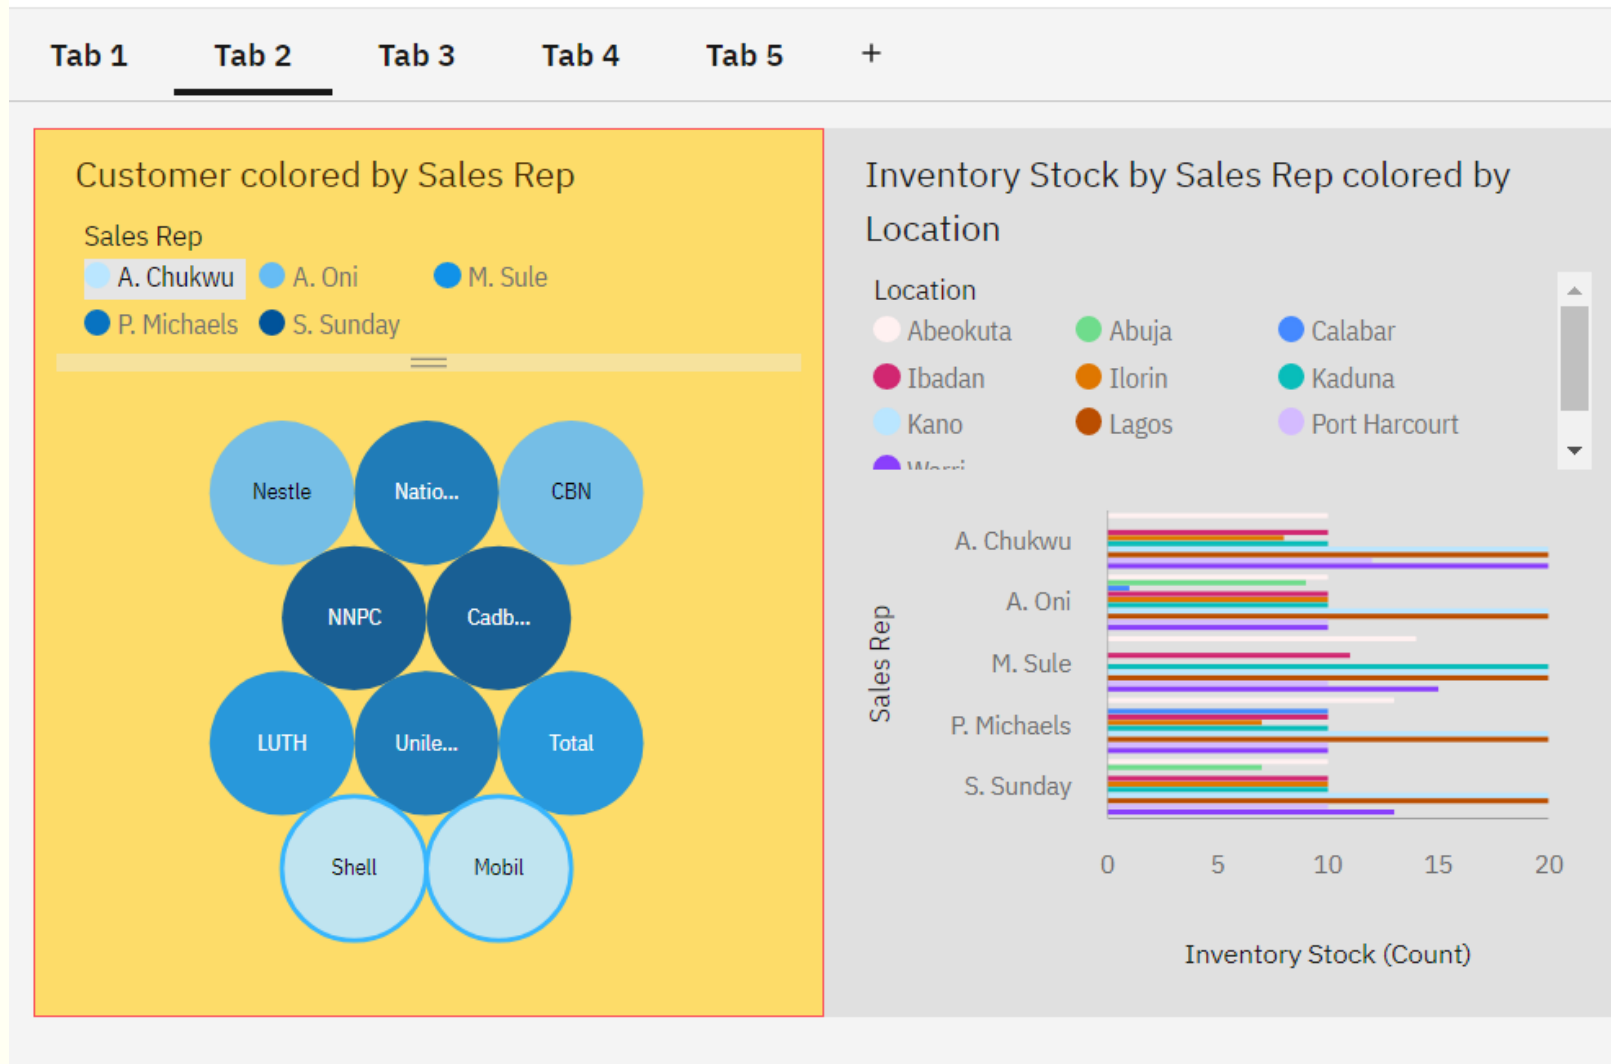 Tab 1 Tab 2 Tab 3 Tab 4 Tab 5 +
Customer colored by Sales Rep
Sales Rep
A. Chukwu A. Oni M. Sule
P. Michaels S. Sunday
Nestle Natio... CBN
NNPC Cadb...
LUTH Unile... Total
Shell Mobil
Inventory Stock by Sales Rep colored by
Location
Location
Abeokuta Abuja Calabar
Ibadan Ilorin Kaduna
Kano Lagos Port Harcourt
Warri
Sales Rep
A. Chukwu
A. Oni
M. Sule
P. Michaels
S. Sunday
0 5 10 15 20
Inventory Stock (Count)